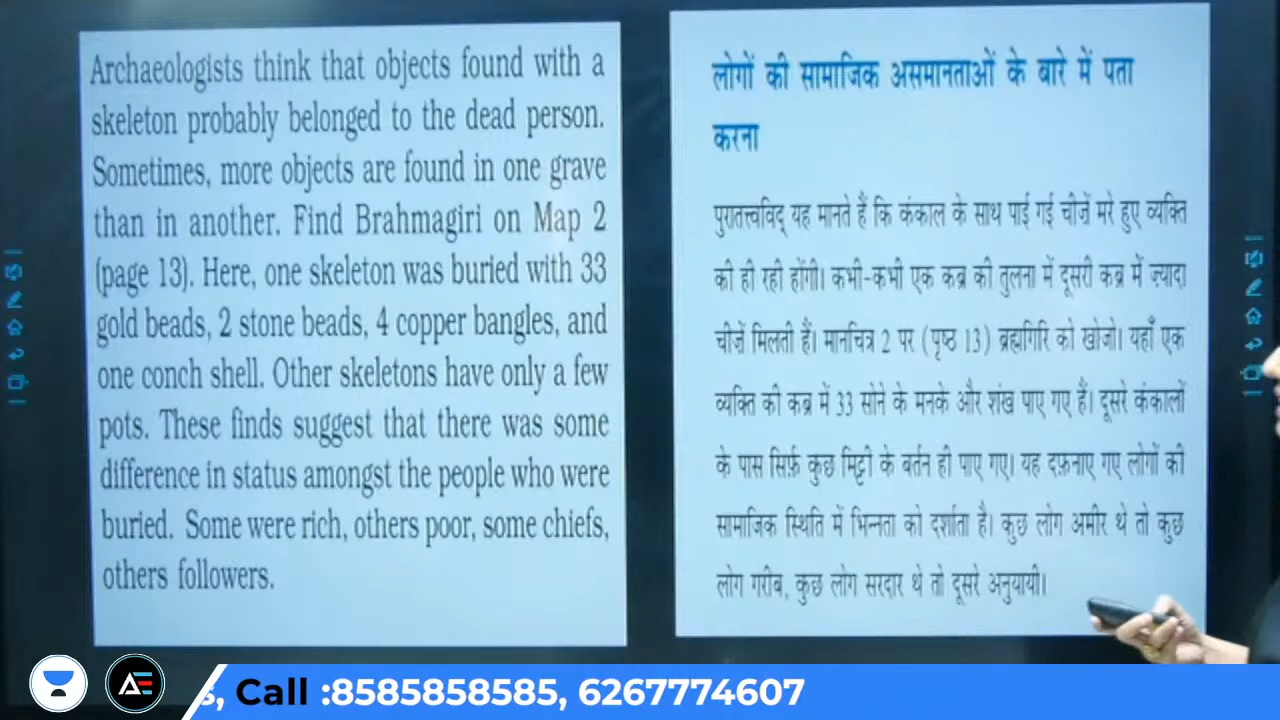 Archaeologists think that objects found with a
skeleton probably belonged to the dead person.
Sometimes, more objects are found in one grave
than in another. Find Brahmagiri on Map 2
(page 13). Here, one skeleton was buried with 33
gold beads, 2 stone beads, 4 copper bangles, and
one conch shell. Other skeletons have only a few
pots. These finds suggest that there was some
difference in status amongst the people who were
buried. Some were rich, others poor, some chiefs,
others followers.
लोगों की सामाजिक असमानताओं के बारे में पता
करना
पुरातत्त्वविद् यह मानते हैं कि कंकाल के साथ पाई गई चीज़ें मरे हुए व्यक्ति
की ही रही होंगी। कभी-कभी एक कब्र की तुलना में दूसरी कब्र में ज़्यादा
चीज़ें मिलती हैं। मानचित्र 2 पर (पृष्ठ 13) ब्रह्मगिरि को खोजो। यहाँ एक
व्यक्ति की कब्र में 33 सोने के मनके और शंख पाए गए हैं। दूसरे कंकालों
के पास सिर्फ़ कुछ मिट्टी के बर्तन ही पाए गए। यह दफ़नाए गए लोगों की
सामाजिक स्थिति में भिन्नता को दर्शाता है। कुछ लोग अमीर थे तो कुछ
लोग गरीब, कुछ लोग सरदार थे तो दूसरे अनुयायी।
s, Call :8585858585, 6267774607